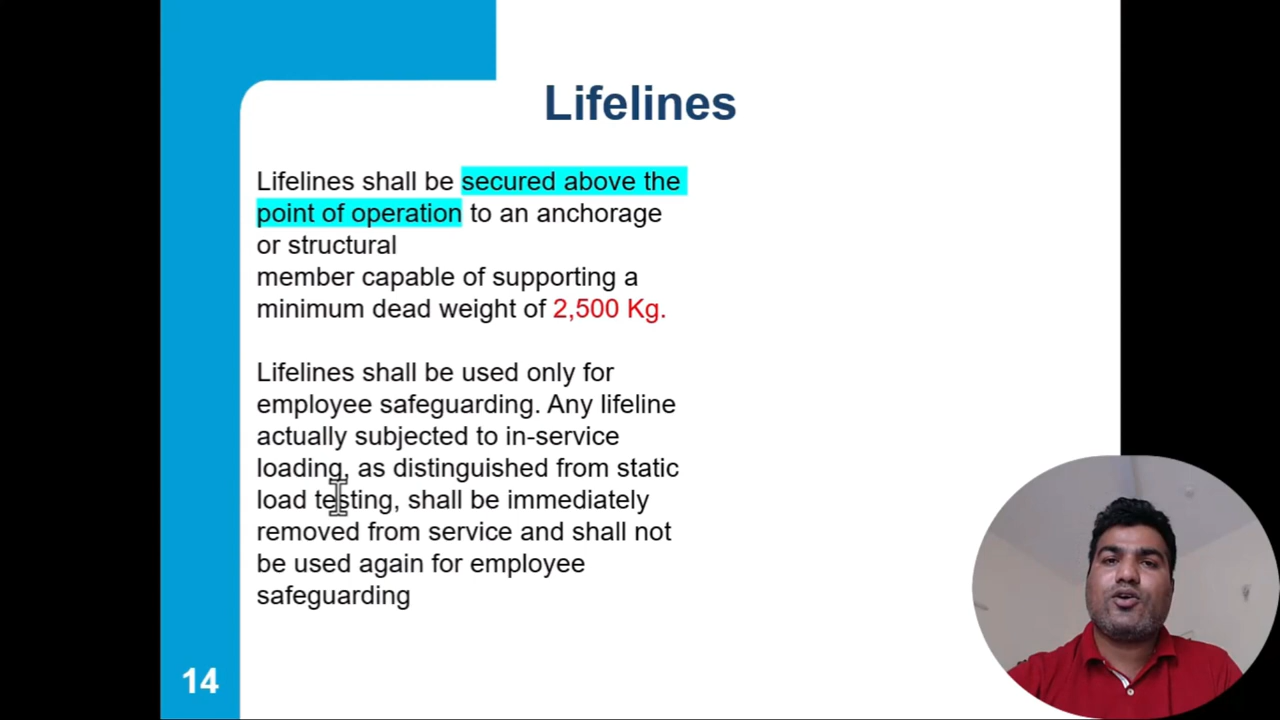 Lifelines
Lifelines shall be secured above the
point of operation to an anchorage
or structural
member capable of supporting a
minimum dead weight of 2,500 Kg.
Lifelines shall be used only for
employee safeguarding. Any lifeline
actually subjected to in-service
loading, as distinguished from static
load testing, shall be immediately
removed from service and shall not
be used again for employee
safeguarding
14